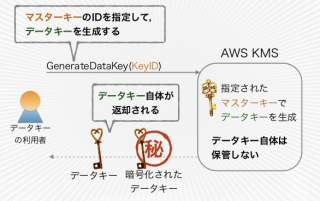 マスターキーのIDを指定して,
データキーを生成する
GenerateDataKey(KeyID)
AWS KMS
データキー自体が
返却される
指定された
マスターキーで
データキーを生成
データキー自体は
保管しない
データキー
の利用者
秘
データキー
暗号化された
データキー